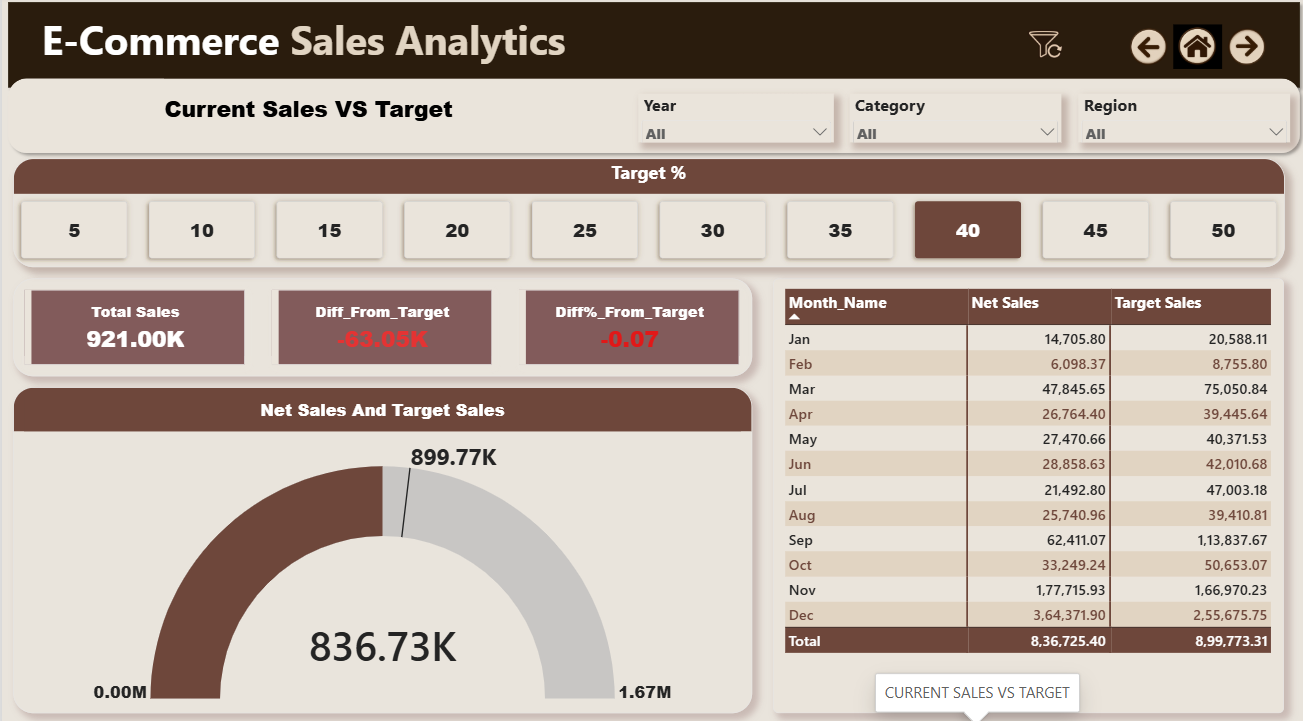 E-Commerce Sales Analytics
Current Sales VS Target
Year
All
Category
All
Region
All
Target %
5 10 15 20 25 30 35 40 45 50
Total Sales
921.00K
Diff_From_Target
-63.05K
Diff%_From_Target
-0.07
Net Sales And Target Sales
899.77K
836.73K
0.00M
1.67M
Month_Name Net Sales Target Sales
Jan 14,705.80 20,588.11
Feb 6,098.37 8,755.80
Mar 47,845.65 75,050.84
Apr 26,764.40 39,445.64
May 27,470.66 40,371.53
Jun 28,858.63 42,010.68
Jul 21,492.80 47,003.18
Aug 25,740.96 39,410.81
Sep 62,411.07 1,13,837.67
Oct 33,249.24 50,653.07
Nov 1,77,715.93 1,66,970.23
Dec 3,64,371.90 2,55,675.75
Total 8,36,725.40 8,99,773.31
CURRENT SALES VS TARGET